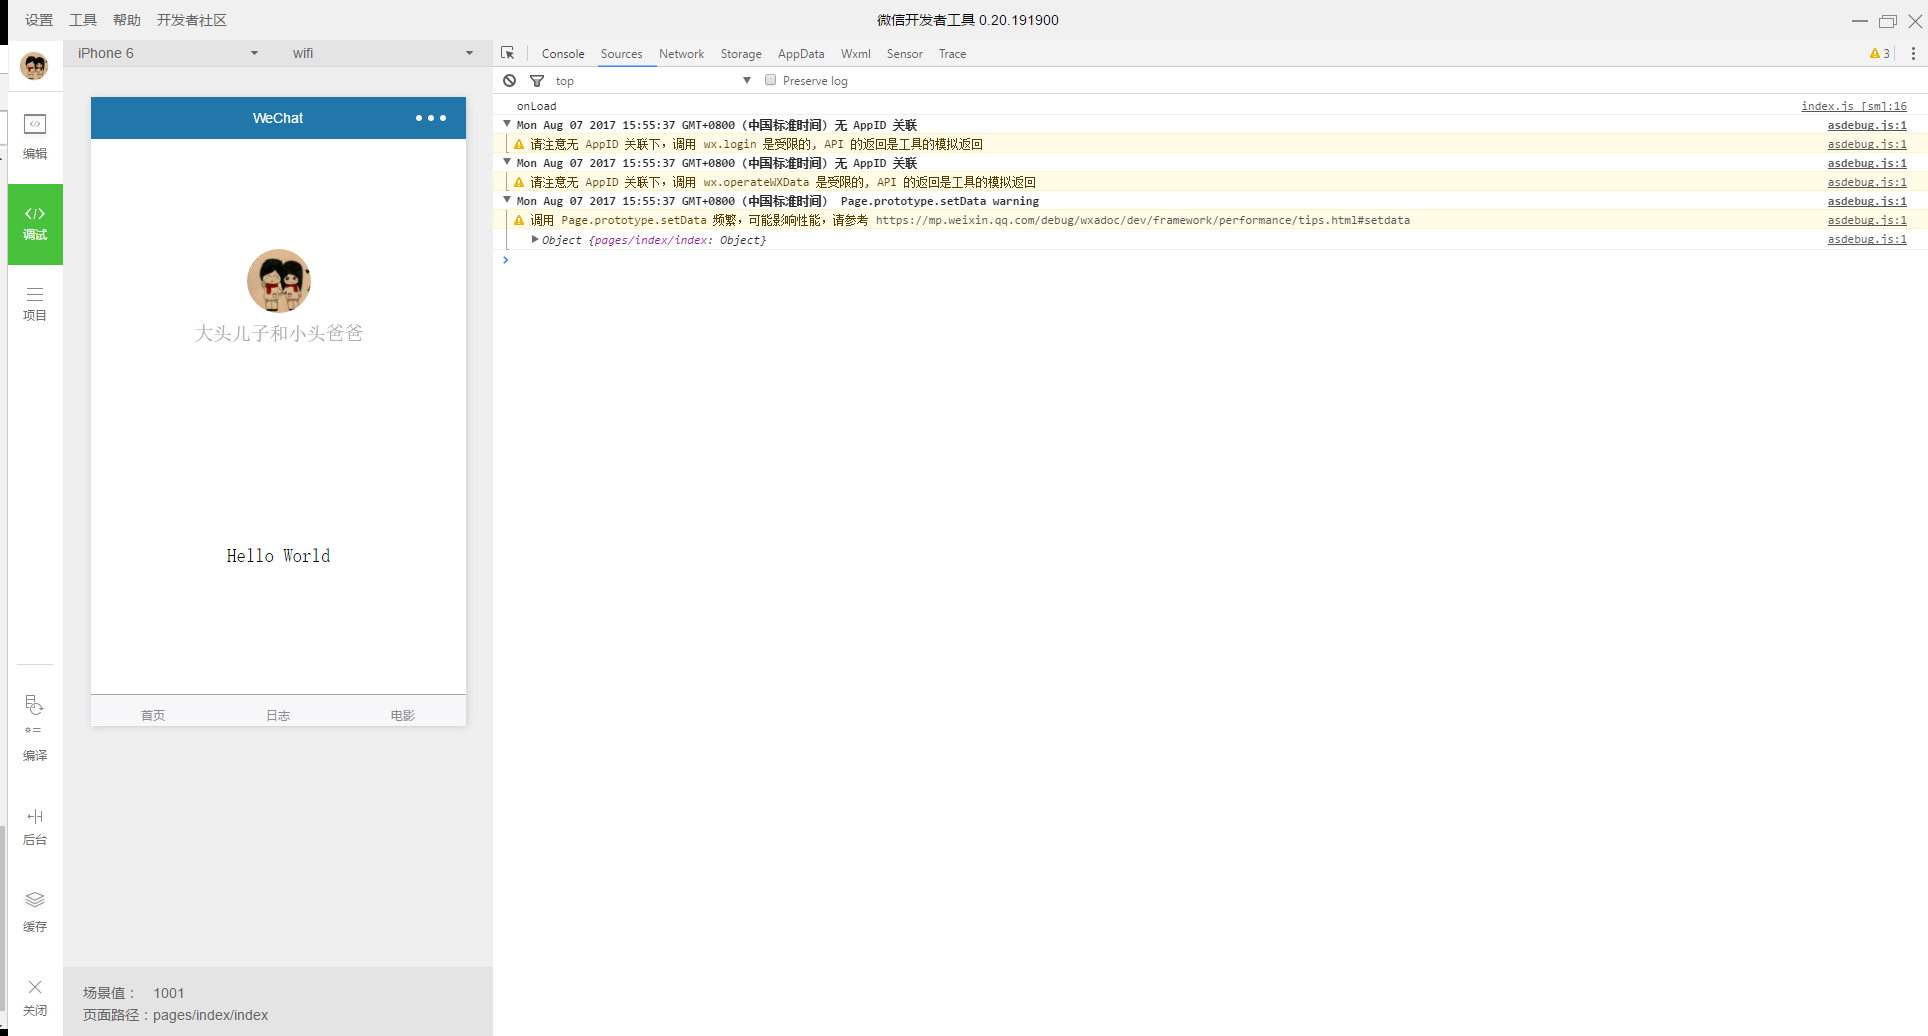 设置 工具 帮助 开发者社区 微信开发者工具 0.20.191900
iPhone 6 wifi
Console Sources Network Storage AppData Wxml Sensor Trace 3
top Preserve log
编辑
调试
项目
编译
后台
缓存
关闭
WeChat
大头儿子和小头爸爸
Hello World
首页 日志 电影
场景值： 1001
页面路径：pages/index/index
onLoad index.js [sm]:16
Mon Aug 07 2017 15:55:37 GMT+0800 (中国标准时间) 无 AppID 关联 asdebug.js:1
请注意无 AppID 关联下，调用 wx.login 是受限的, API 的返回是工具的模拟返回 asdebug.js:1
Mon Aug 07 2017 15:55:37 GMT+0800 (中国标准时间) 无 AppID 关联 asdebug.js:1
请注意无 AppID 关联下，调用 wx.operateWXData 是受限的, API 的返回是工具的模拟返回 asdebug.js:1
Mon Aug 07 2017 15:55:37 GMT+0800 (中国标准时间) Page.prototype.setData warning asdebug.js:1
调用 Page.prototype.setData 频繁，可能影响性能，请参考 https://mp.weixin.qq.com/debug/wxadoc/dev/framework/performance/tips.html#setdata asdebug.js:1
Object {pages/index/index: Object} asdebug.js:1